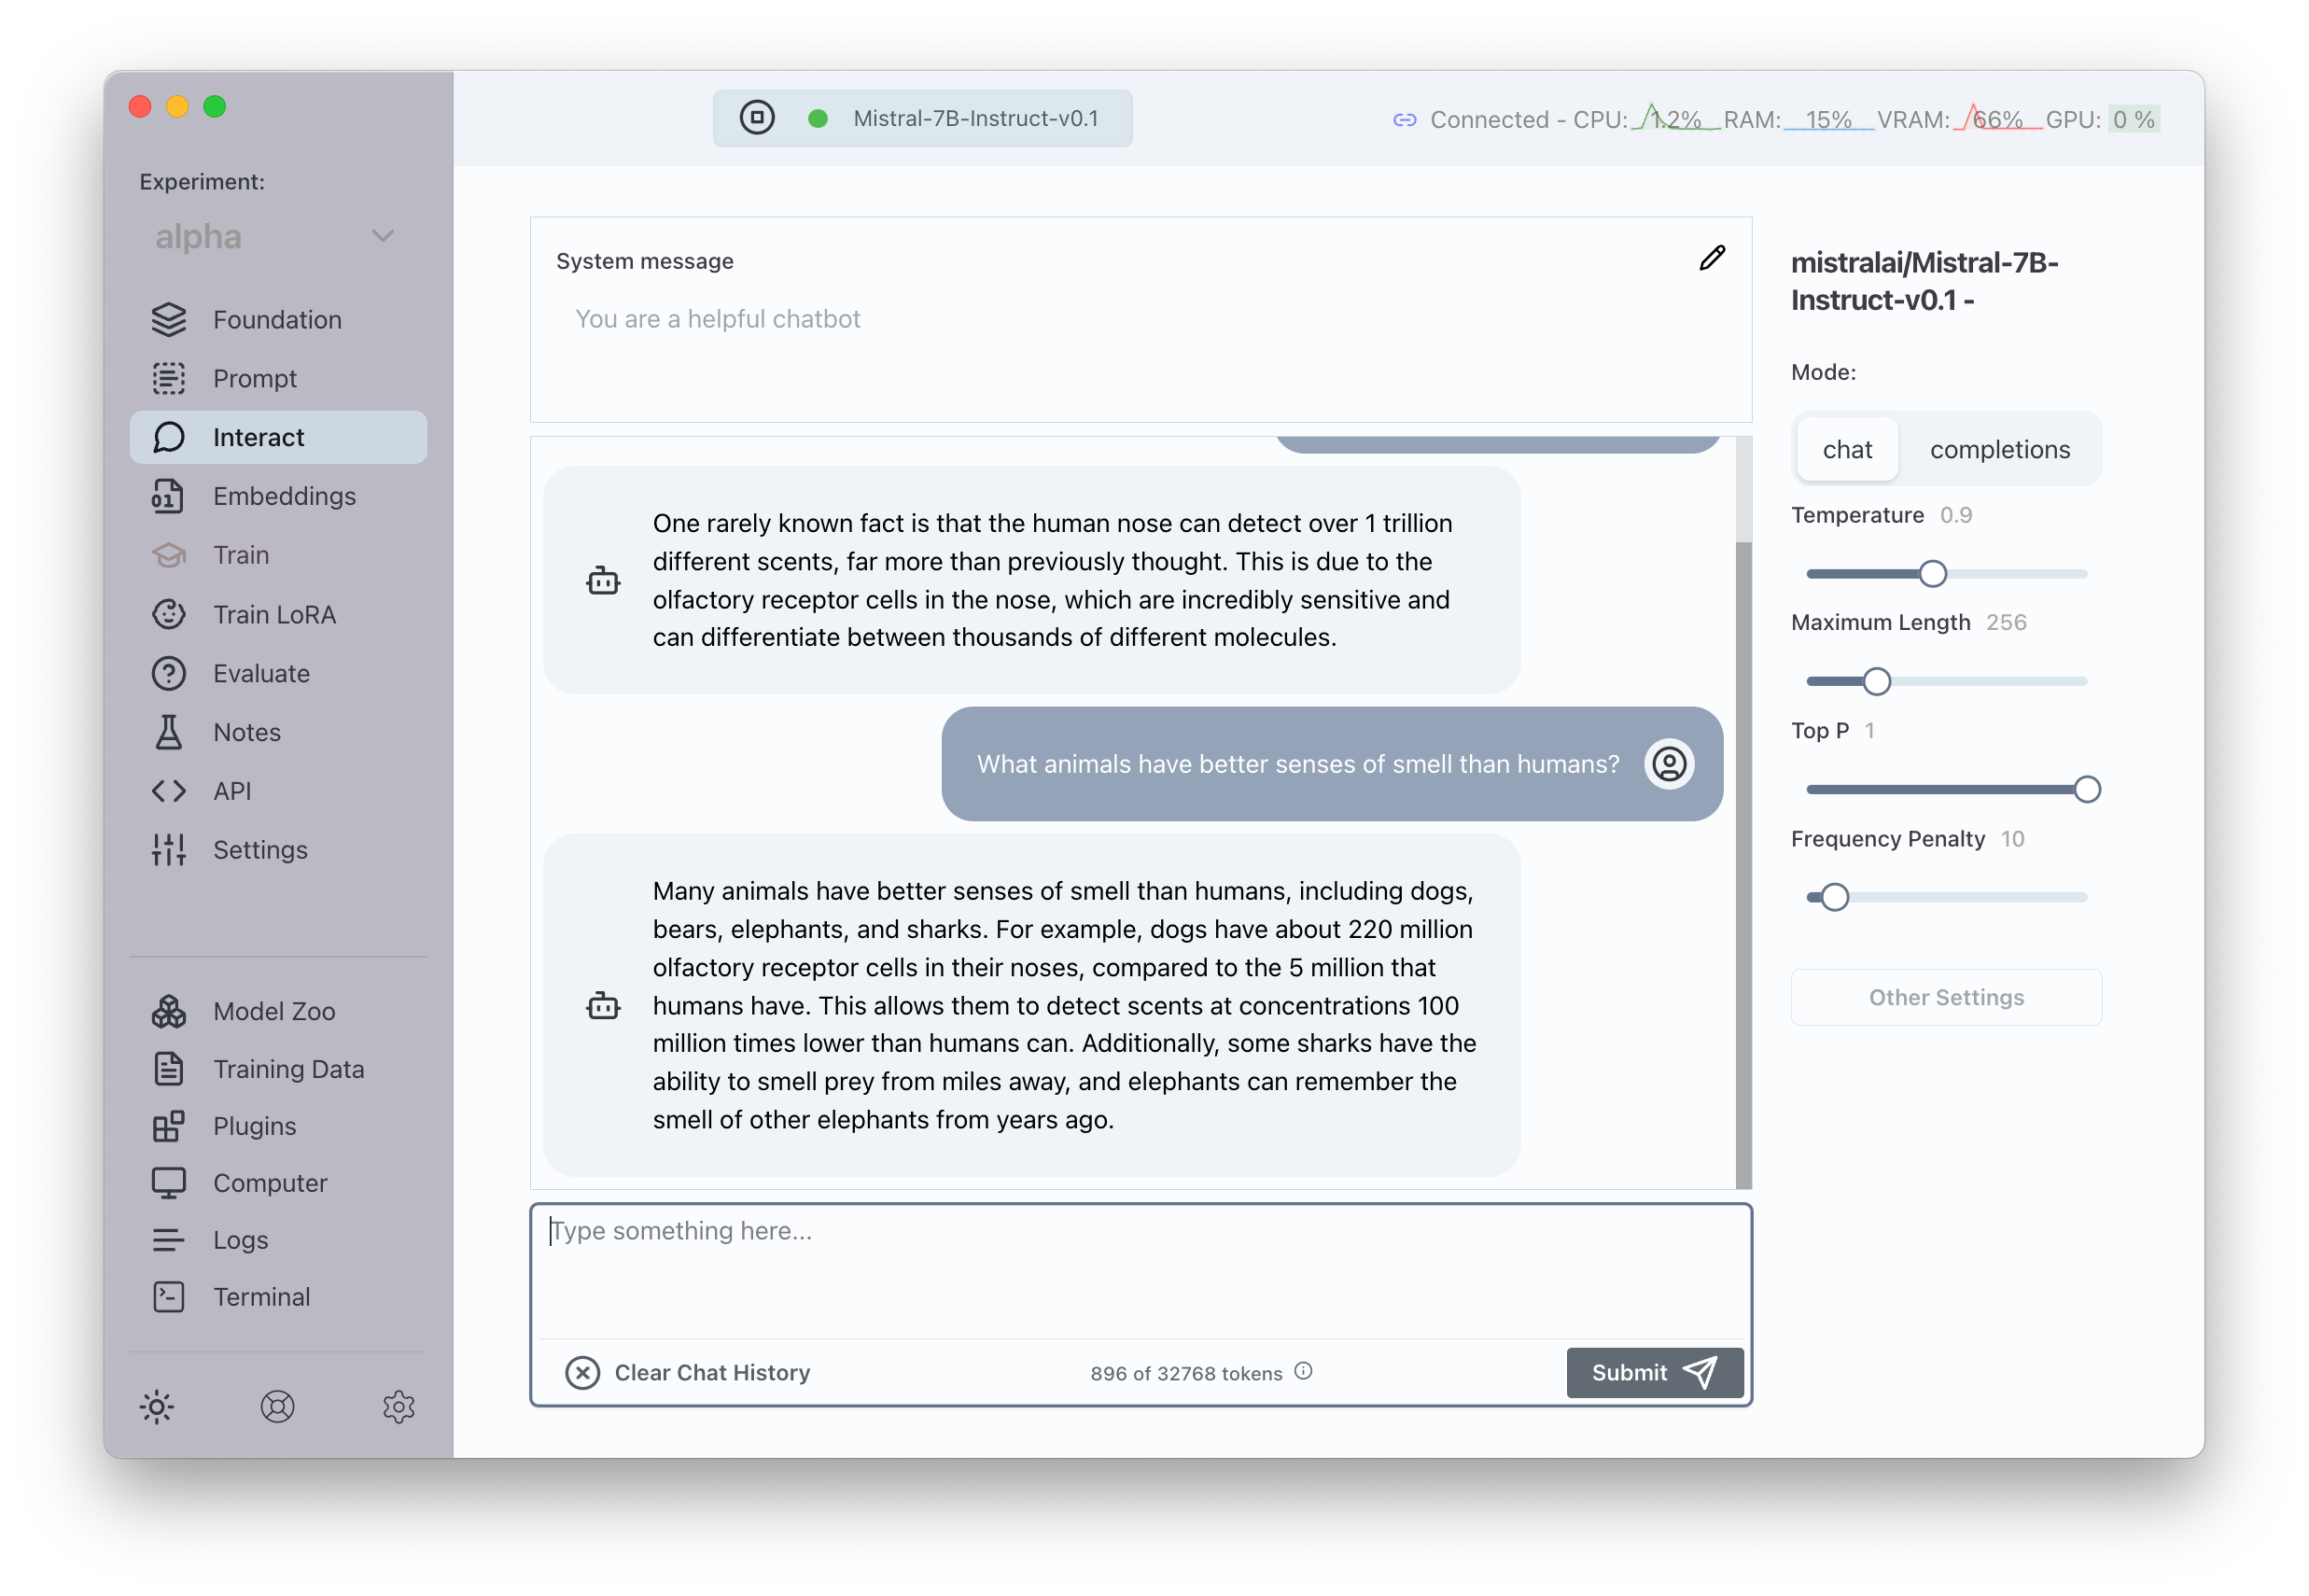 Experiment:
alpha
Foundation
Prompt
Interact
Embeddings
Train
Train LoRA
Evaluate
Notes
API
Settings
Model Zoo
Training Data
Plugins
Computer
Logs
Terminal
Mistral-7B-Instruct-v0.1
Connected - CPU: 1.2% RAM: 15% VRAM: 66% GPU: 0 %
System message
You are a helpful chatbot
One rarely known fact is that the human nose can detect over 1 trillion
different scents, far more than previously thought. This is due to the
olfactory receptor cells in the nose, which are incredibly sensitive and
can differentiate between thousands of different molecules.
What animals have better senses of smell than humans?
Many animals have better senses of smell than humans, including dogs,
bears, elephants, and sharks. For example, dogs have about 220 million
olfactory receptor cells in their noses, compared to the 5 million that
humans have. This allows them to detect scents at concentrations 100
million times lower than humans can. Additionally, some sharks have the
ability to smell prey from miles away, and elephants can remember the
smell of other elephants from years ago.
Type something here...
Clear Chat History
896 of 32768 tokens
Submit
mistralai/Mistral-7B-
Instruct-v0.1 -
Mode:
chat completions
Temperature 0.9
Maximum Length 256
Top P 1
Frequency Penalty 10
Other Settings